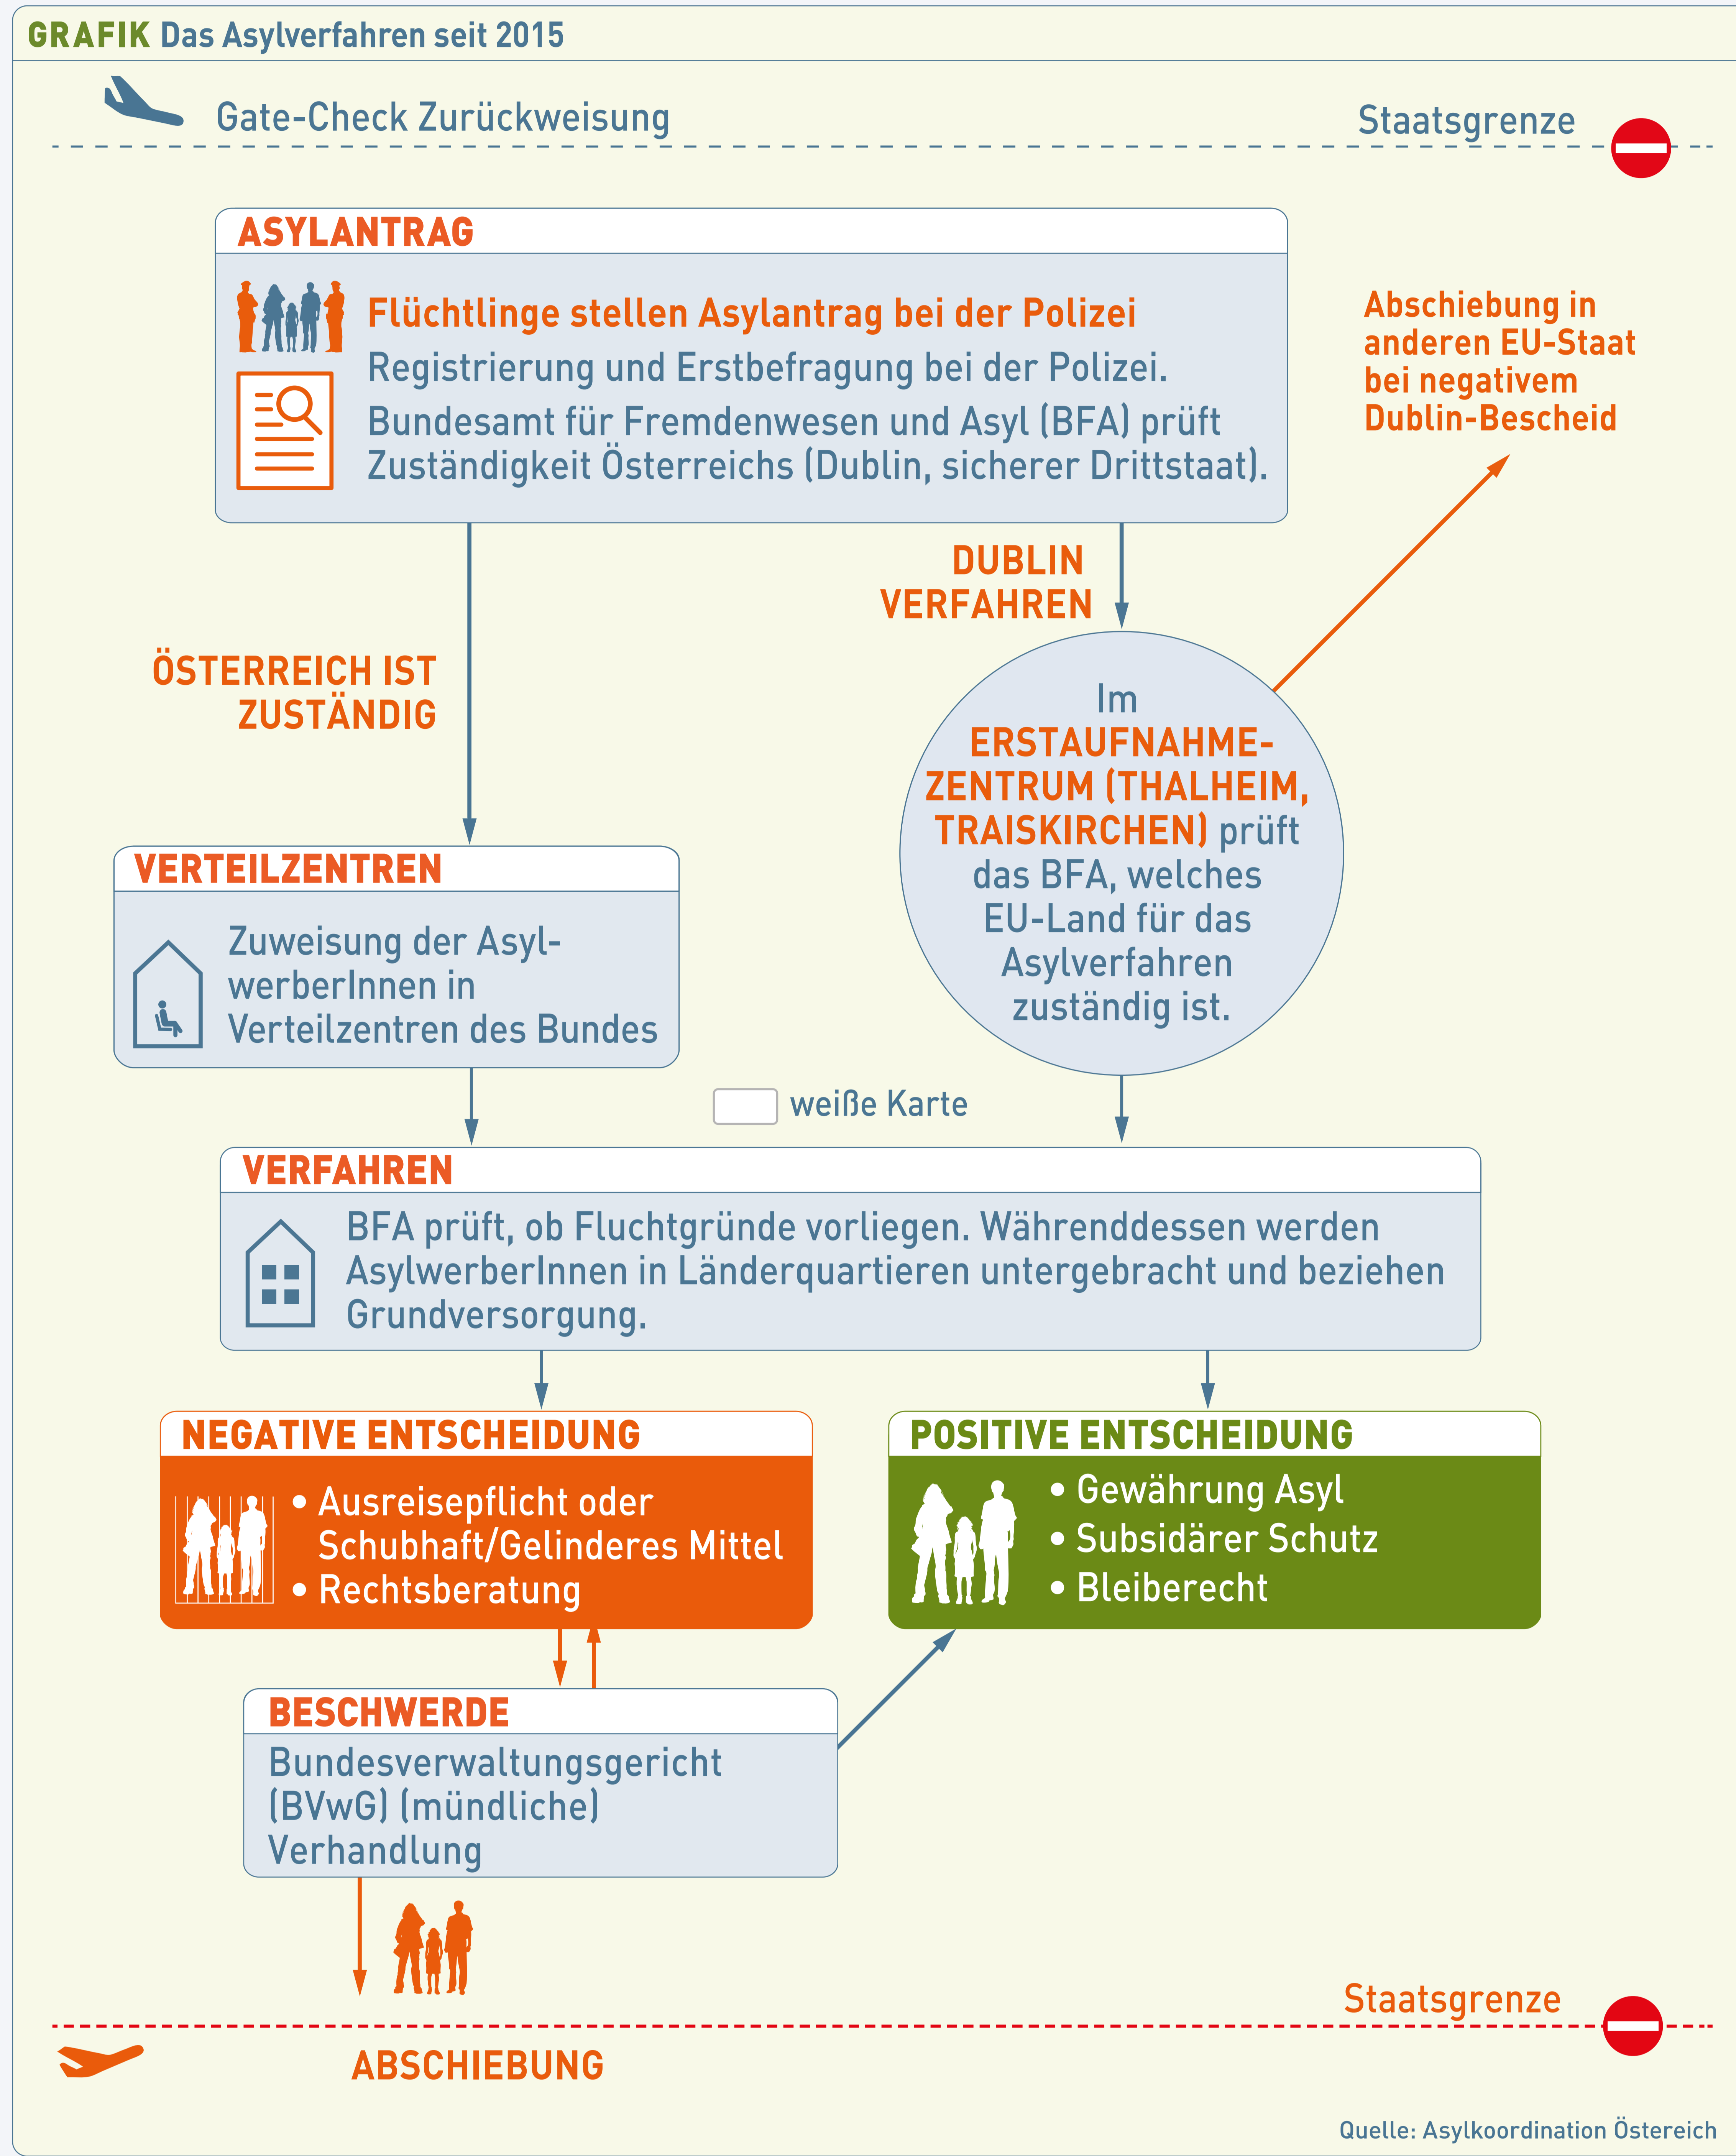 GRAFIK Das Asylverfahren seit 2015
Gate-Check Zurückweisung
Staatsgrenze
ASYLANTRAG
Flüchtlinge stellen Asylantrag bei der Polizei
Registrierung und Erstbefragung bei der Polizei.
Bundesamt für Fremdenwesen und Asyl (BFA) prüft
Zuständigkeit Österreichs (Dublin, sicherer Drittstaat).
Abschiebung in
anderen EU-Staat
bei negativem
Dublin-Bescheid
DUBLIN
VERFAHREN
ÖSTERREICH IST
ZUSTÄNDIG
Im
ERSTAUFNAHME-
ZENTRUM (THALHEIM,
TRAISKIRCHEN) prüft
das BFA, welches
EU-Land für das
Asylverfahren
zuständig ist.
VERTEILZENTREN
Zuweisung der Asyl-
werberInnen in
Verteilzentren des Bundes
weiße Karte
VERFAHREN
BFA prüft, ob Fluchtgründe vorliegen. Währenddessen werden
AsylwerberInnen in Länderquartieren untergebracht und beziehen
Grundversorgung.
NEGATIVE ENTSCHEIDUNG
• Ausreisepflicht oder
Schubhaft/Gelinderes Mittel
• Rechtsberatung
POSITIVE ENTSCHEIDUNG
• Gewährung Asyl
• Subsidärer Schutz
• Bleiberecht
BESCHWERDE
Bundesverwaltungsgericht
(BVwG) (mündliche)
Verhandlung
Staatsgrenze
ABSCHIEBUNG
Quelle: Asylkoordination Östereich